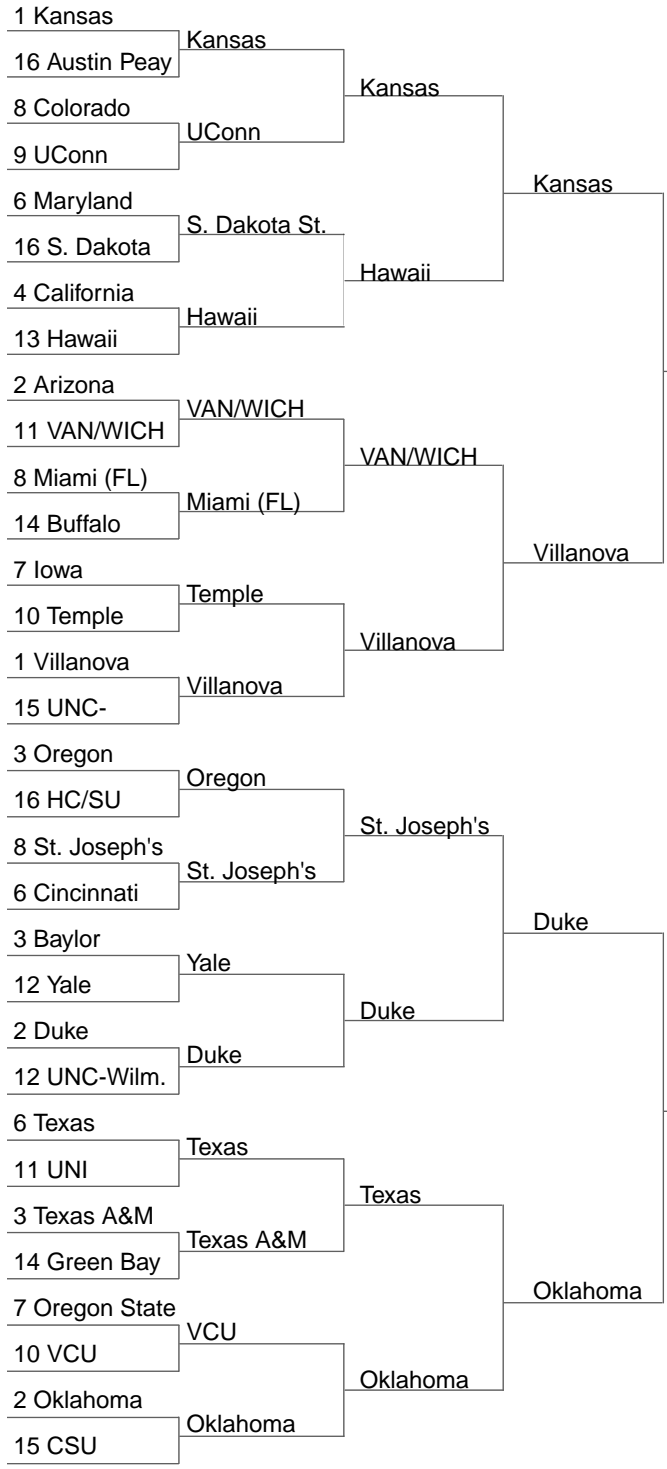 1 Kansas
16 Austin Peay
8 Colorado
9 UConn
6 Maryland
16 S. Dakota
4 California
13 Hawaii
2 Arizona
11 VAN/WICH
8 Miami (FL)
14 Buffalo
7 Iowa
10 Temple
1 Villanova
15 UNC-
3 Oregon
16 HC/SU
8 St. Joseph's
6 Cincinnati
3 Baylor
12 Yale
2 Duke
12 UNC-Wilm.
6 Texas
11 UNI
3 Texas A&M
14 Green Bay
7 Oregon State
10 VCU
2 Oklahoma
15 CSU
Kansas
UConn
S. Dakota St.
Hawaii
VAN/WICH
Miami (FL)
Temple
Villanova
Oregon
St. Joseph's
Yale
Duke
Texas
Texas A&M
VCU
Oklahoma
Kansas
Hawaii
VAN/WICH
Villanova
St. Joseph's
Duke
Texas
Oklahoma
Kansas
Villanova
Duke
Oklahoma